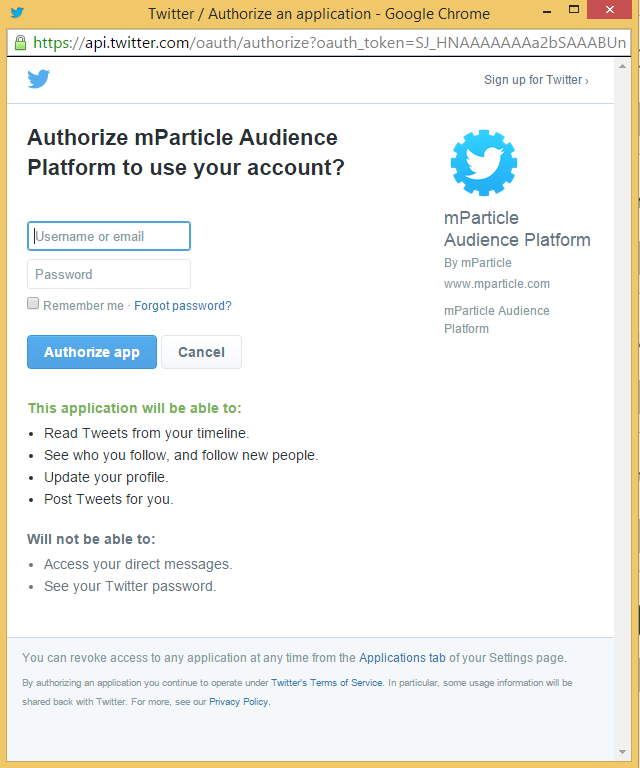 Twitter / Authorize an application - Google Chrome
https://api.twitter.com/oauth/authorize?oauth_token=SJ_HNAAAAAAAa2bSAAABUn
Sign up for Twitter ›
Authorize mParticle Audience
Platform to use your account?
Username or email
Password
Remember me · Forgot password?
Authorize app
Cancel
mParticle
Audience Platform
By mParticle
www.mparticle.com
mParticle Audience
Platform
This application will be able to:
• Read Tweets from your timeline.
• See who you follow, and follow new people.
• Update your profile.
• Post Tweets for you.
Will not be able to:
• Access your direct messages.
• See your Twitter password.
You can revoke access to any application at any time from the Applications tab of your Settings page.
By authorizing an application you continue to operate under Twitter's Terms of Service. In particular, some usage information will be
shared back with Twitter. For more, see our Privacy Policy.